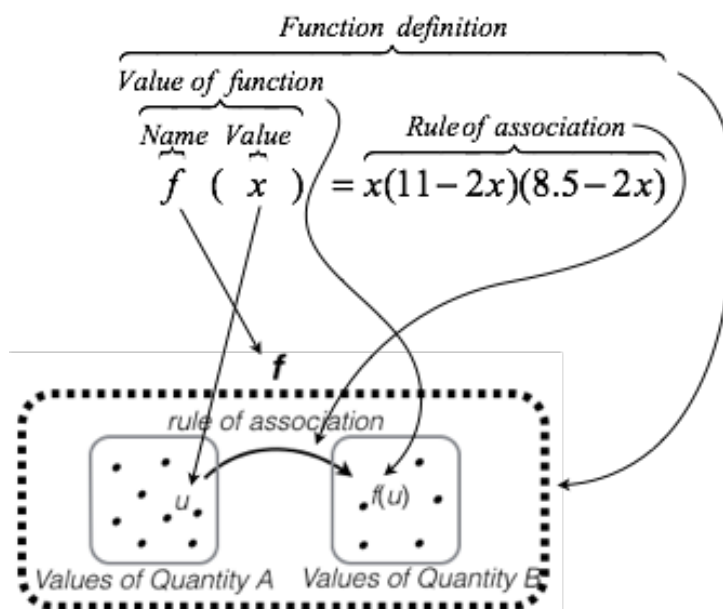 Function definition
Value of function
Name Value
Rule of association
f ( x ) = x(11 − 2x)(8.5 − 2x)
f
rule of association
u
f(u)
Values of Quantity A
Values of Quantity B